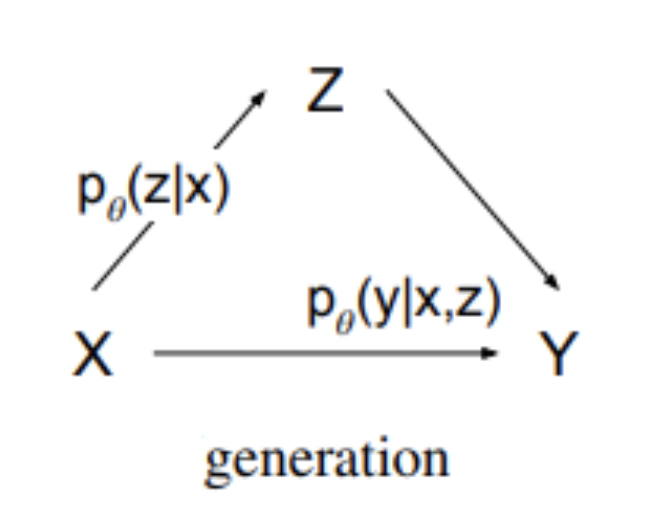 Z
pθ(z|x)
pθ(y|x,z)
X Y
generation